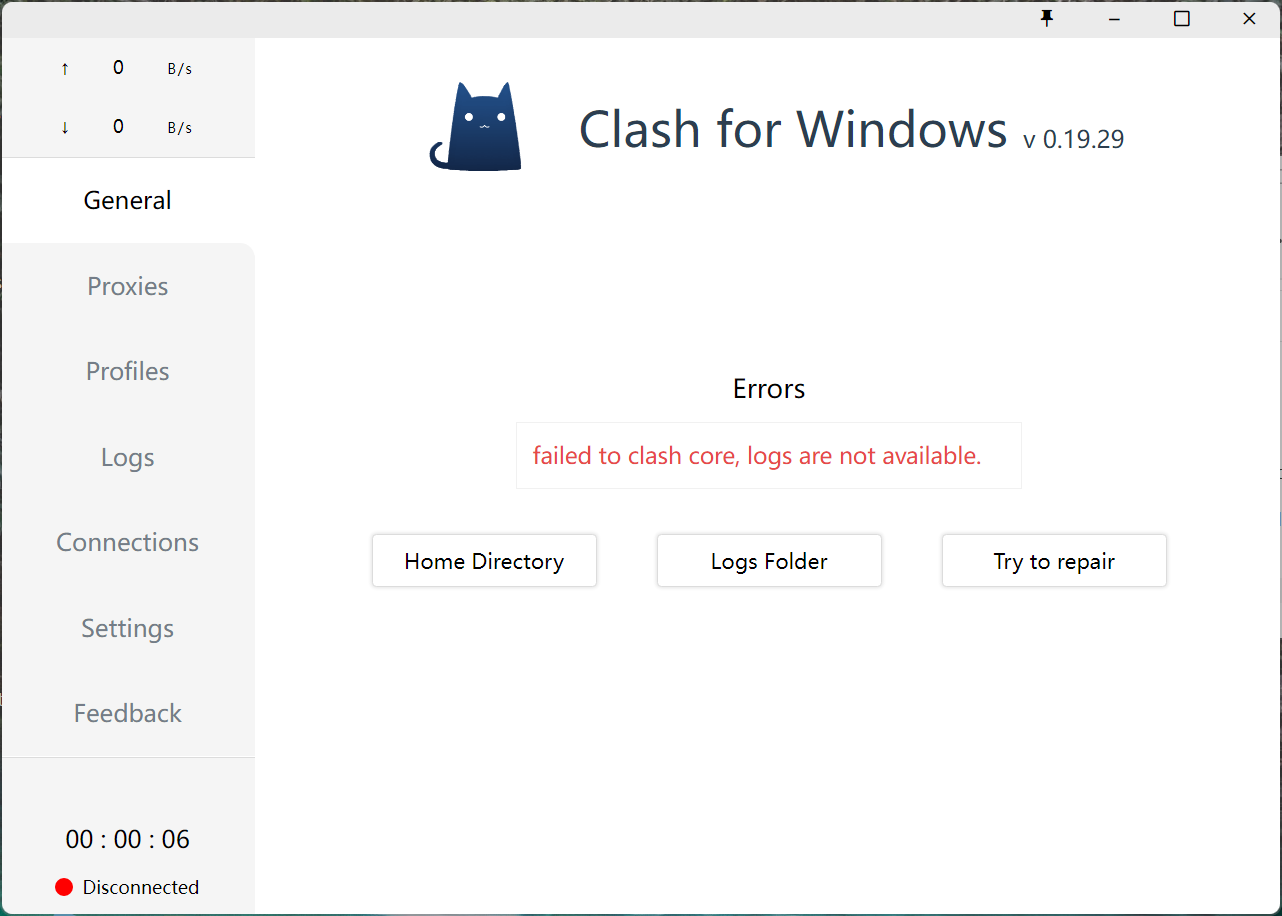 ↑ 0 B/s
↓ 0 B/s
General
Proxies
Profiles
Logs
Connections
Settings
Feedback
00 : 00 : 06
Disconnected
Clash for Windows v 0.19.29
Errors
failed to clash core, logs are not available.
Home Directory
Logs Folder
Try to repair